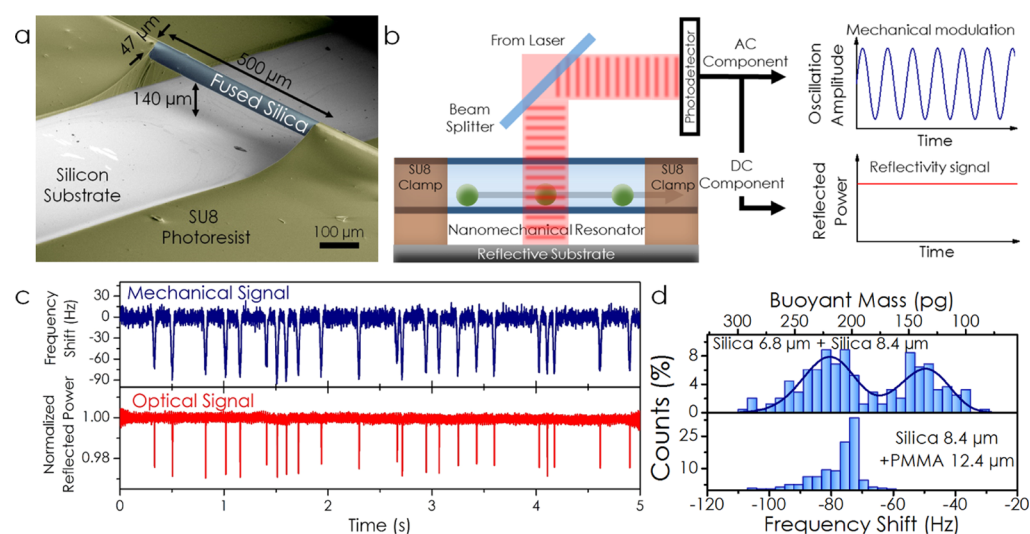 a
47 µm
500 µm
Fused Silica
140 µm
Silicon
Substrate
SU8
Photoresist
100 µm
b
From Laser
Beam
Splitter
Photodetector
AC
Component
DC
Component
SU8
Clamp
SU8
Clamp
Nanomechanical Resonator
Reflective Substrate
Mechanical modulation
Oscillation
Amplitude
Time
Reflectivity signal
Reflected
Power
Time
c
Mechanical Signal
Frequency
Shift (Hz)
30
0
-30
-60
-90
Optical Signal
Normalized
Reflected Power
1.00
0.98
0 1 2 3 4 5
Time (s)
d
Buoyant Mass (pg)
300 250 200 150 100
Silica 6.8 µm + Silica 8.4 µm
8
4
0
Counts (%)
Silica 8.4 µm
+PMMA 12.4 µm
25
10
-120 -100 -80 -60 -40 -20
Frequency Shift (Hz)